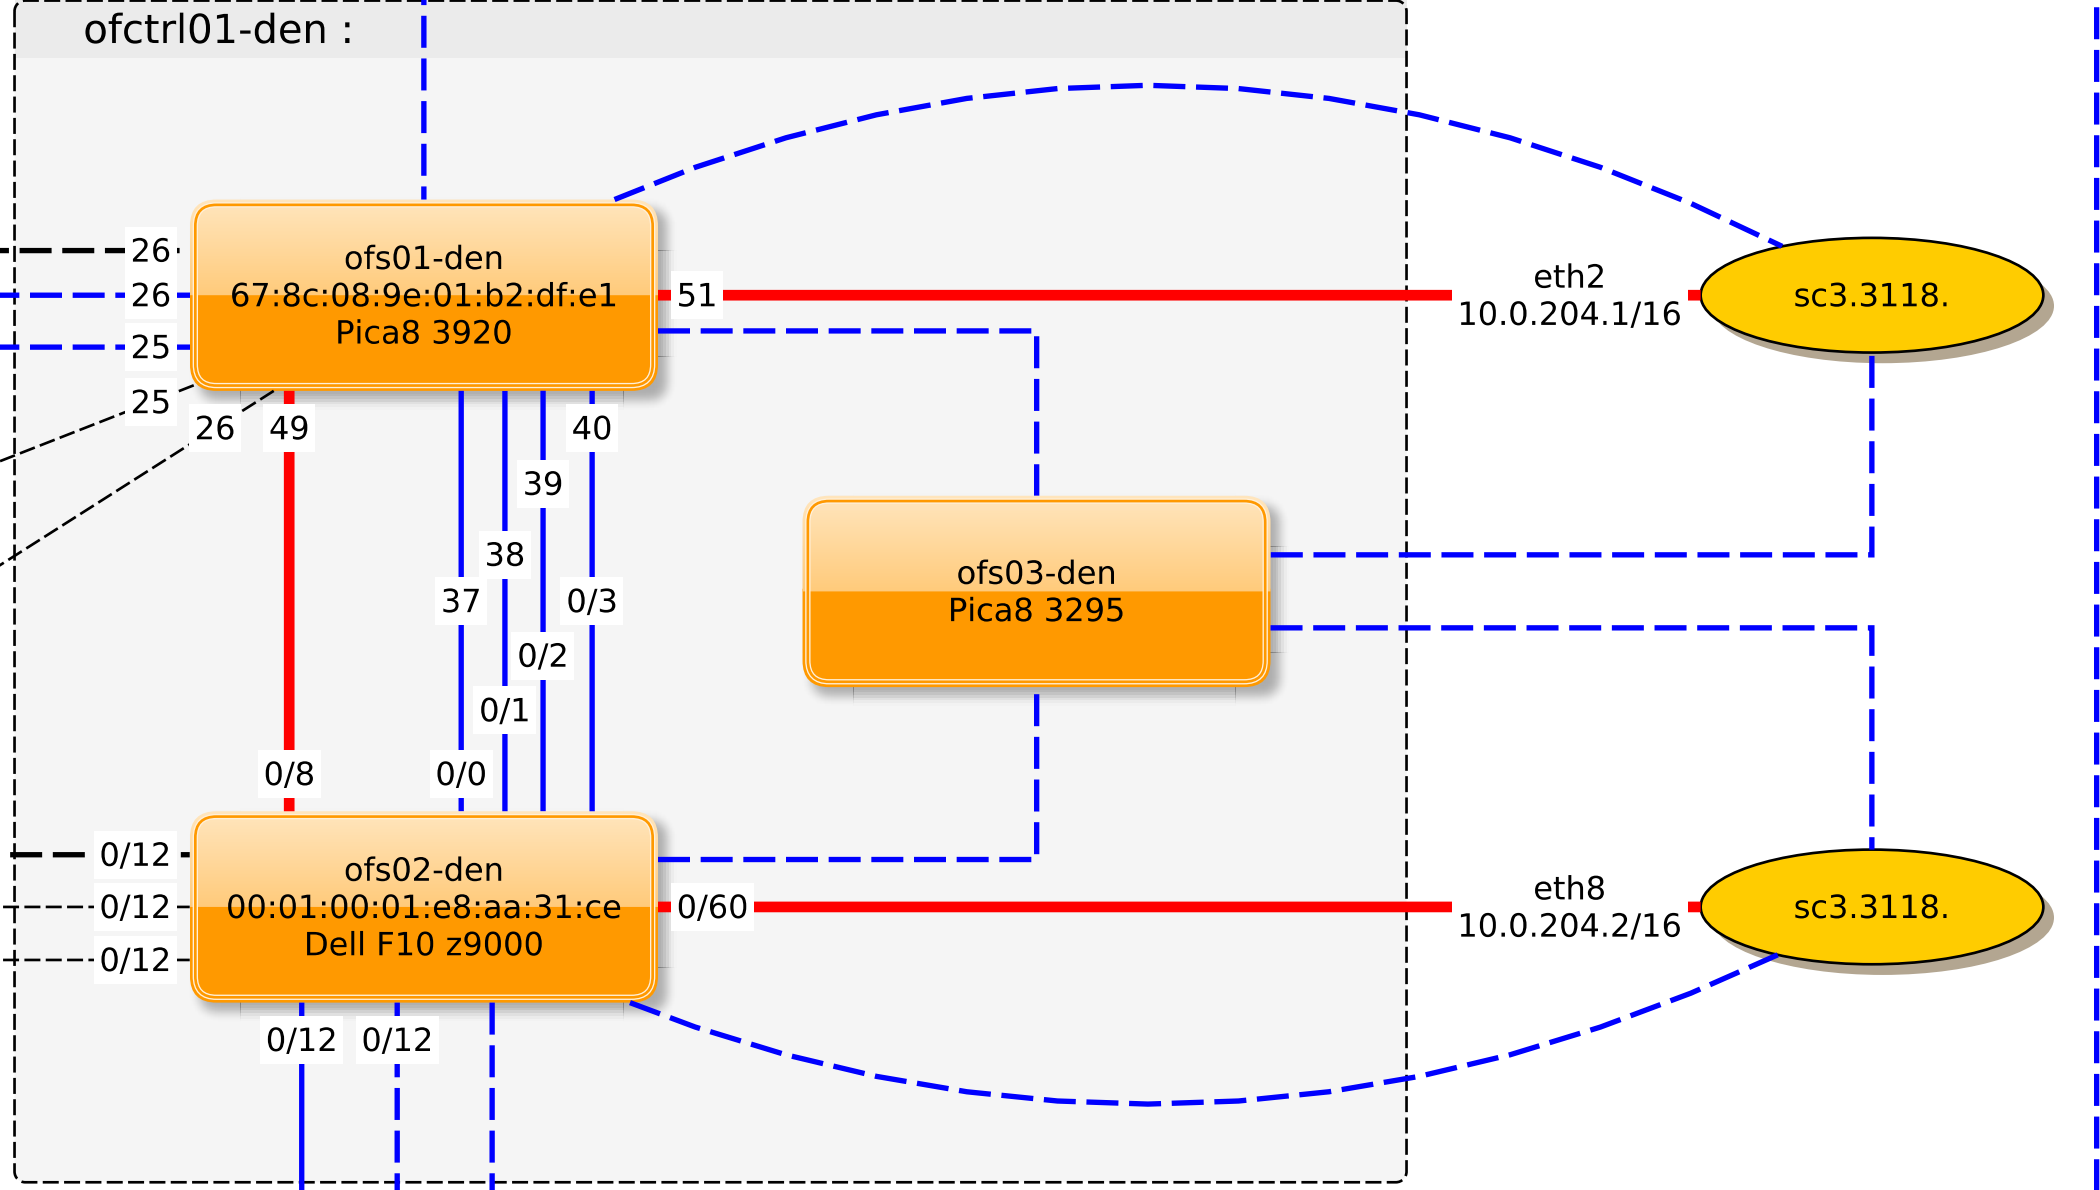 ofctrl01-den :
ofs01-den
67:8c:08:9e:01:b2:df:e1
Pica8 3920
26
26
25
25
26
49
51
eth2
10.0.204.1/16
sc3.3118.
40
39
38
37
0/3
0/2
0/1
0/0
0/8
ofs03-den
Pica8 3295
ofs02-den
00:01:00:01:e8:aa:31:ce
Dell F10 z9000
0/12
0/12
0/12
0/60
eth8
10.0.204.2/16
sc3.3118.
0/12
0/12